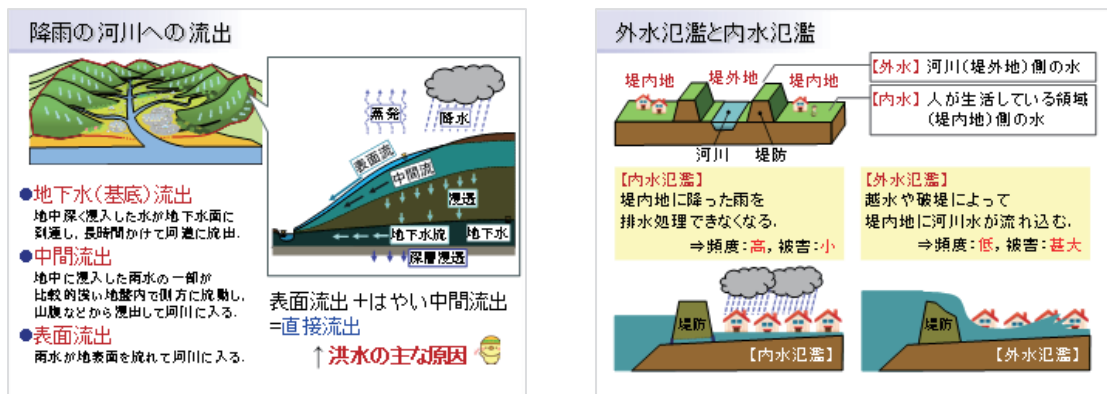 降雨の河川への流出
蒸発
降水
表面流
中間流
浸透
地下水流
地下水
深層浸透
●地下水(基底)流出
地中深く浸入した水が地下水面に
到達し,長時間かけて河道に流出.
●中間流出
地中に浸入した雨水の一部が
比較的浅い地盤内で側方に流動し,
山腹などから浸出して河川に入る.
●表面流出
雨水が地表面を流れて河川に入る.
表面流出+はやい中間流出
=直接流出
↑洪水の主な原因
外水氾濫と内水氾濫
堤内地
堤外地
堤内地
河川
堤防
【外水】河川(堤外地)側の水
【内水】人が生活している領域
(堤内地)側の水
【内水氾濫】
堤内地に降った雨を
排水処理できなくなる.
⇒頻度:高,被害:小
【外水氾濫】
越水や破堤によって
堤内地に河川水が流れ込む.
⇒頻度:低,被害:甚大
堤防
【内水氾濫】
堤防
【外水氾濫】